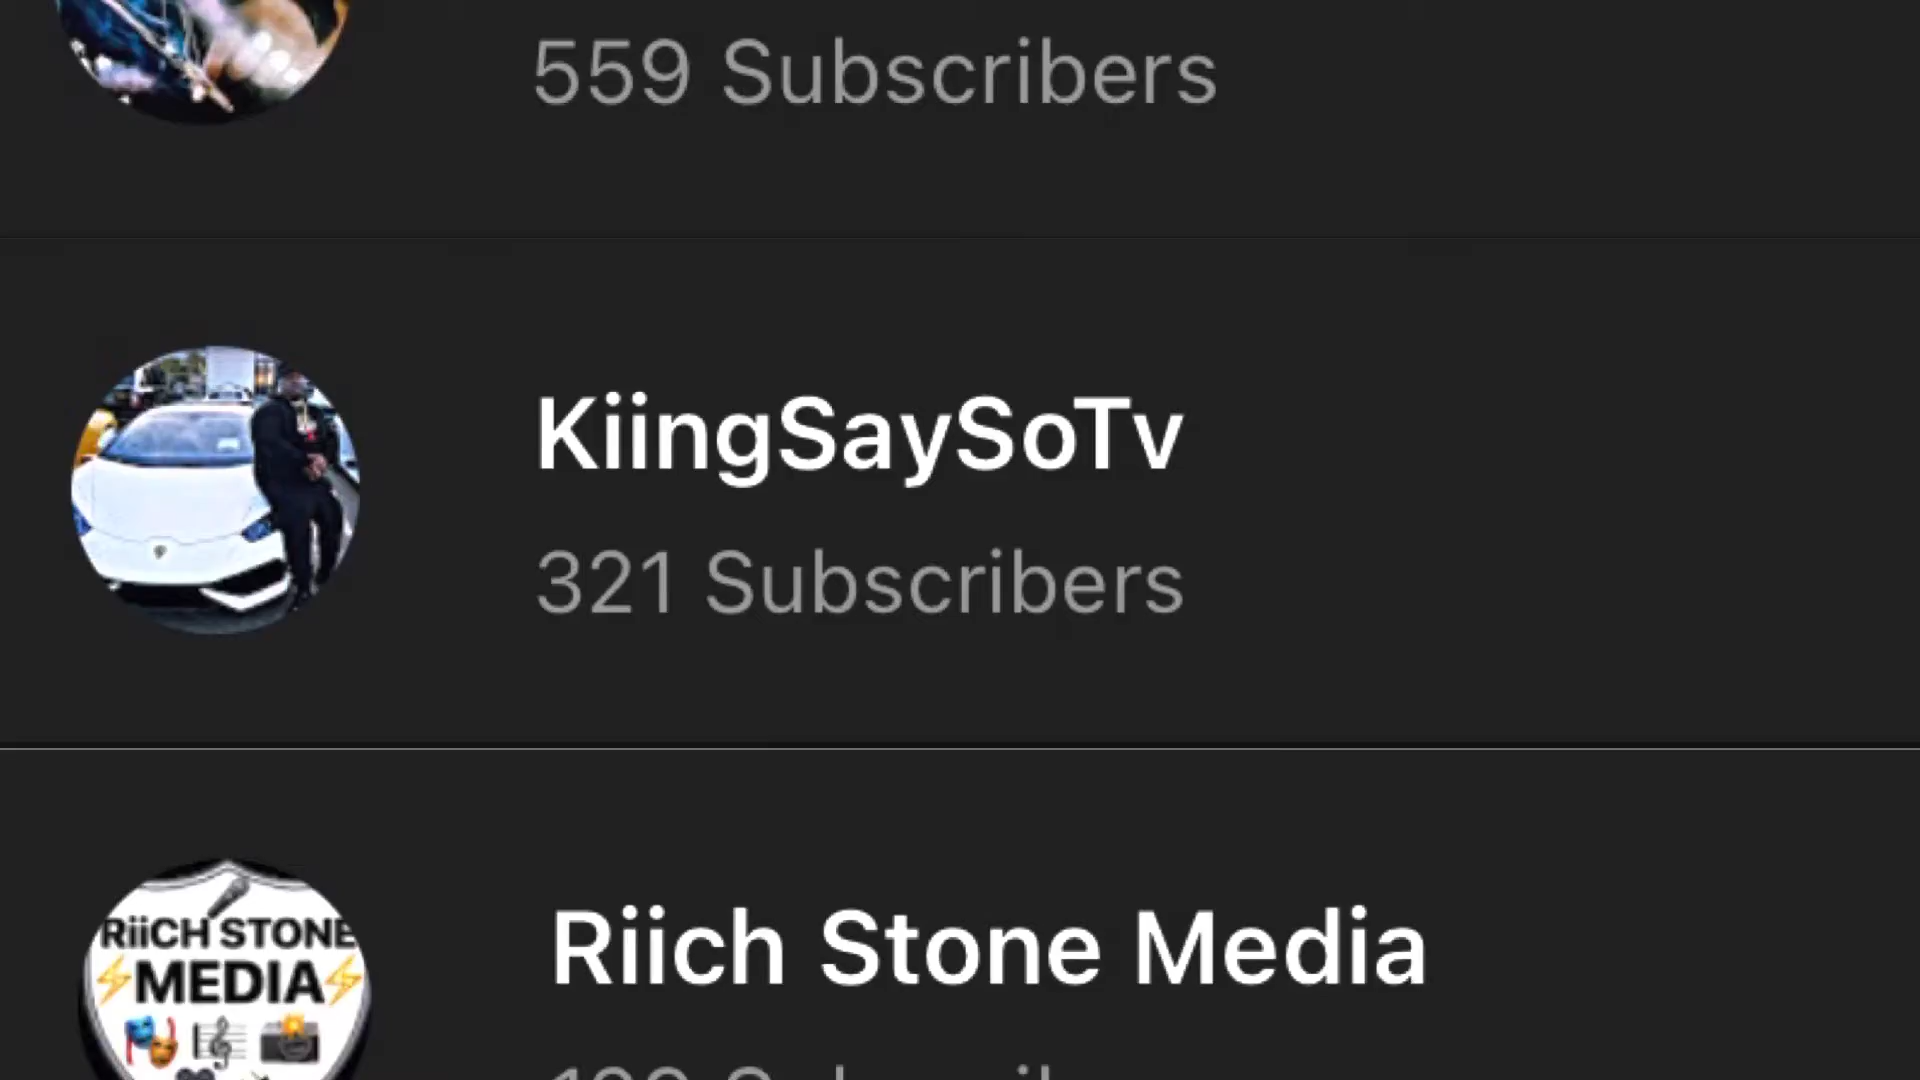 559 Subscribers
KiingSaySoTv
321 Subscribers
RiiCH STONE
MEDIA
Riich Stone Media